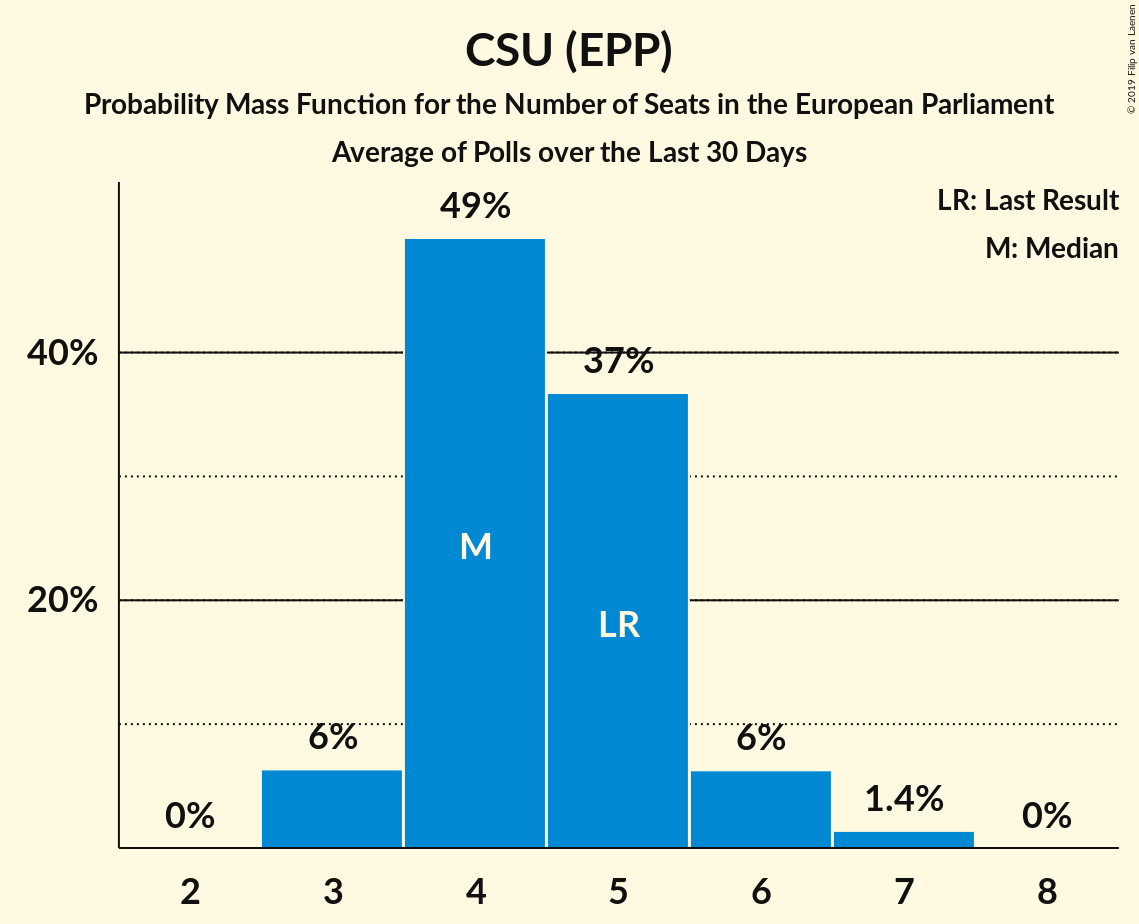 CSU (EPP)
Probability Mass Function for the Number of Seats in the European Parliament
Average of Polls over the Last 30 Days
© 2019 Filip van Laenen
LR: Last Result
M: Median
49%
40%
37%
M
20%
LR
6%
6%
0%
1.4%
0%
2 3 4 5 6 7 8